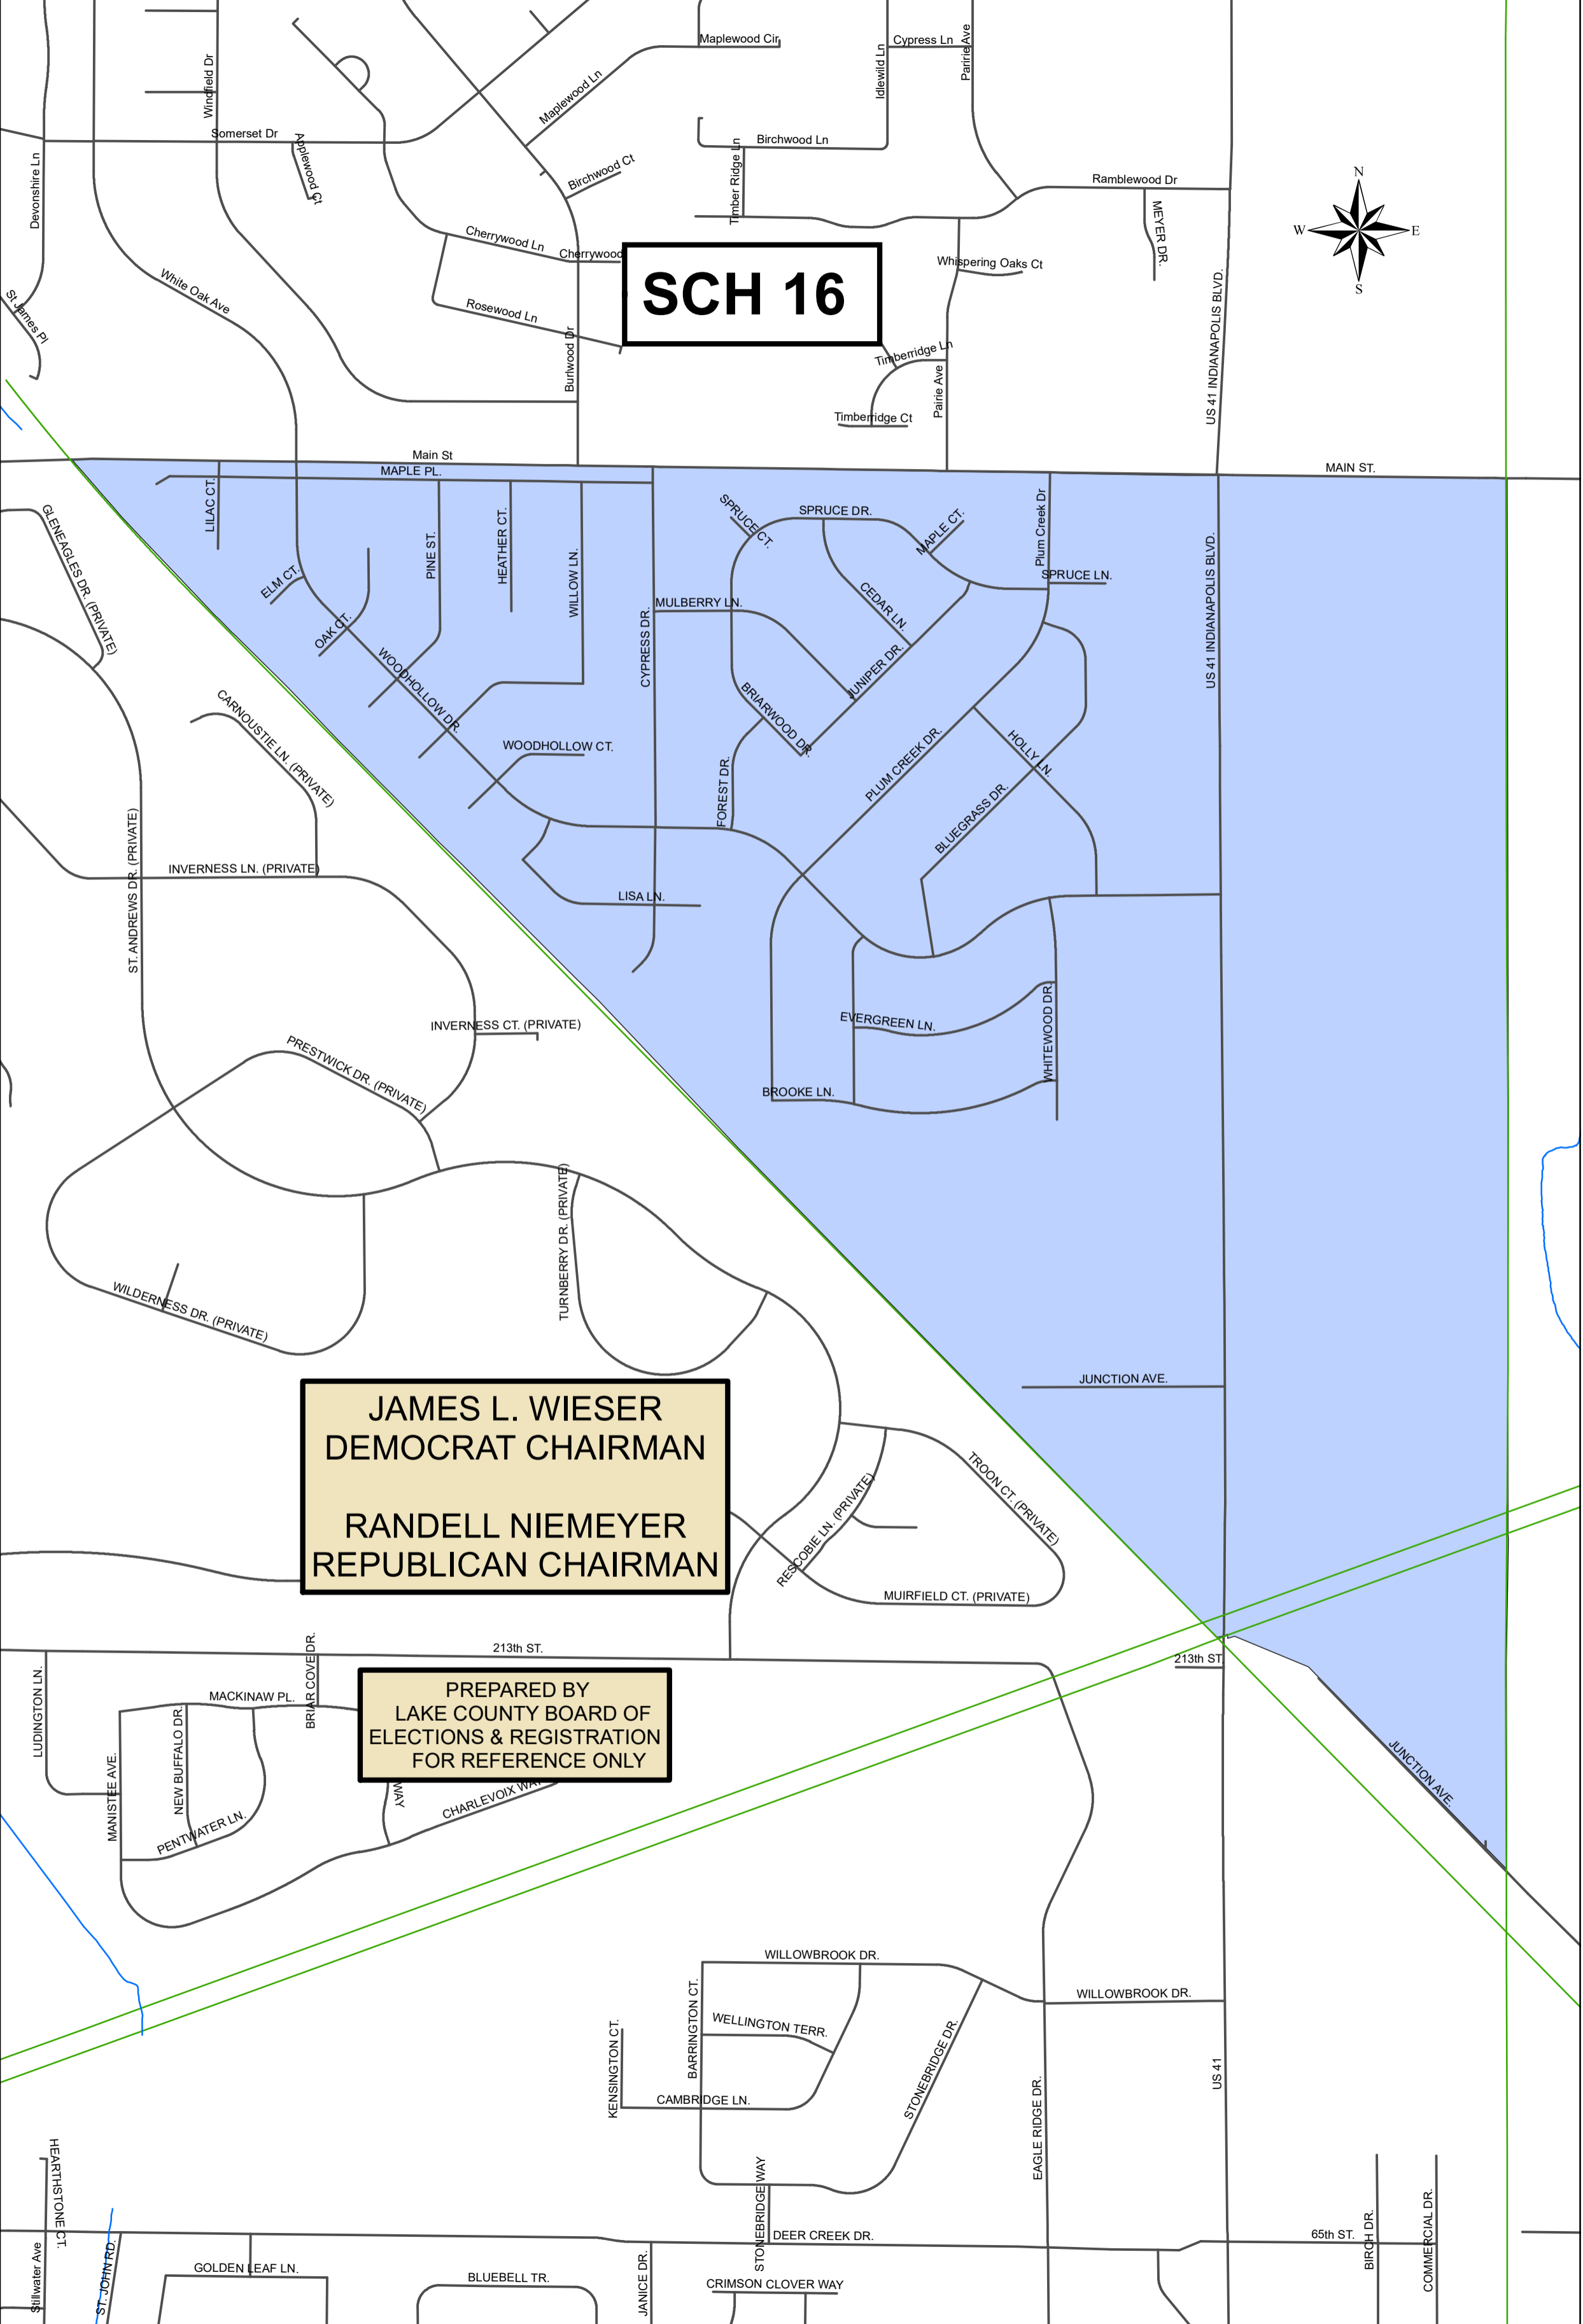 Maplewood Cir
Cypress Ln
Paririe Ave
Idlewild Ln
Windfield Dr
Maplewood Ln
Somerset Dr
Applewood Ct
Devonshire Ln
Birchwood Ln
Timber Ridge Ln
Birchwood Ct
Ramblewood Dr
MEYER DR.
N
W
E
S
Cherrywood Ln
Cherrywood
Whispering Oaks Ct
SCH 16
White Oak Ave
St James Pl
Rosewood Ln
Burlwood Dr
Timberridge Ln
Pairie Ave
Timberridge Ct
US 41 INDIANAPOLIS BLVD.
Main St
MAIN ST.
MAPLE PL.
LILAC CT.
GLENEAGLES DR. (PRIVATE)
PINE ST.
HEATHER CT.
WILLOW LN.
SPRUCE CT.
SPRUCE DR.
MAPLE CT.
Plum Creek Dr
SPRUCE LN.
US 41 INDIANAPOLIS BLVD.
ELM CT.
OAK CT.
MULBERRY LN.
CEDAR LN.
CYPRESS DR.
JUNIPER DR.
WOODHOLLOW DR.
BRIARWOOD DR.
CARNOUSTIE LN. (PRIVATE)
WOODHOLLOW CT.
FOREST DR.
PLUM CREEK DR.
HOLLY LN.
BLUEGRASS DR.
ST. ANDREWS DR. (PRIVATE)
INVERNESS LN. (PRIVATE)
LISA LN.
INVERNESS CT. (PRIVATE)
EVERGREEN LN.
WHITEWOOD DR.
PRESTWICK DR. (PRIVATE)
BROOKE LN.
TURNBERRY DR. (PRIVATE)
WILDERNESS DR. (PRIVATE)
JUNCTION AVE.
JAMES L. WIESER
DEMOCRAT CHAIRMAN
RANDELL NIEMEYER
REPUBLICAN CHAIRMAN
RESCOBIE LN. (PRIVATE)
TROON CT. (PRIVATE)
MUIRFIELD CT. (PRIVATE)
213th ST.
213th ST.
LUDINGTON LN.
MACKINAW PL.
BRIAR COVE DR.
PREPARED BY
LAKE COUNTY BOARD OF
ELECTIONS & REGISTRATION
FOR REFERENCE ONLY
NEW BUFFALO DR.
MANISTEE AVE.
PENTWATER LN.
WAY
CHARLEVOIX WAY
JUNCTION AVE.
WILLOWBROOK DR.
WILLOWBROOK DR.
BARRINGTON CT.
WELLINGTON TERR.
KENSINGTON CT.
CAMBRIDGE LN.
STONEBRIDGE DR.
EAGLE RIDGE DR.
US 41
HEARTHSTONE CT.
STONEBRIDGE WAY
DEER CREEK DR.
65th ST.
BIRCH DR.
COMMERCIAL DR.
Stillwater Ave
ST. JOHN RD.
GOLDEN LEAF LN.
BLUEBELL TR.
JANICE DR.
CRIMSON CLOVER WAY